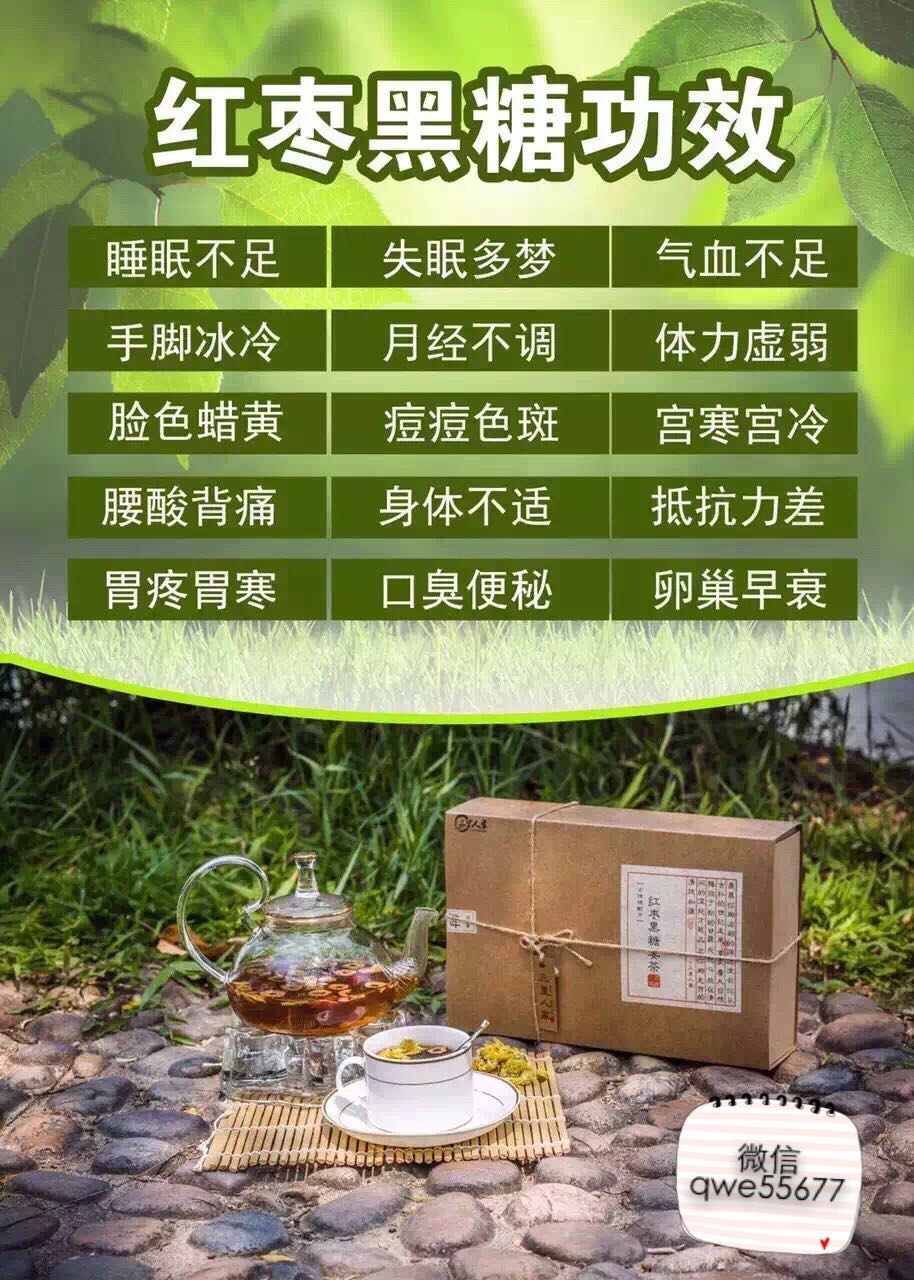 红枣黑糖功效
睡眠不足 失眠多梦 气血不足
手脚冰冷 月经不调 体力虚弱
脸色蜡黄 痘痘色斑 宫寒宫冷
腰酸背痛 身体不适 抵抗力差
胃疼胃寒 口臭便秘 卵巢早衰
红枣黑糖
微信
qwe55677